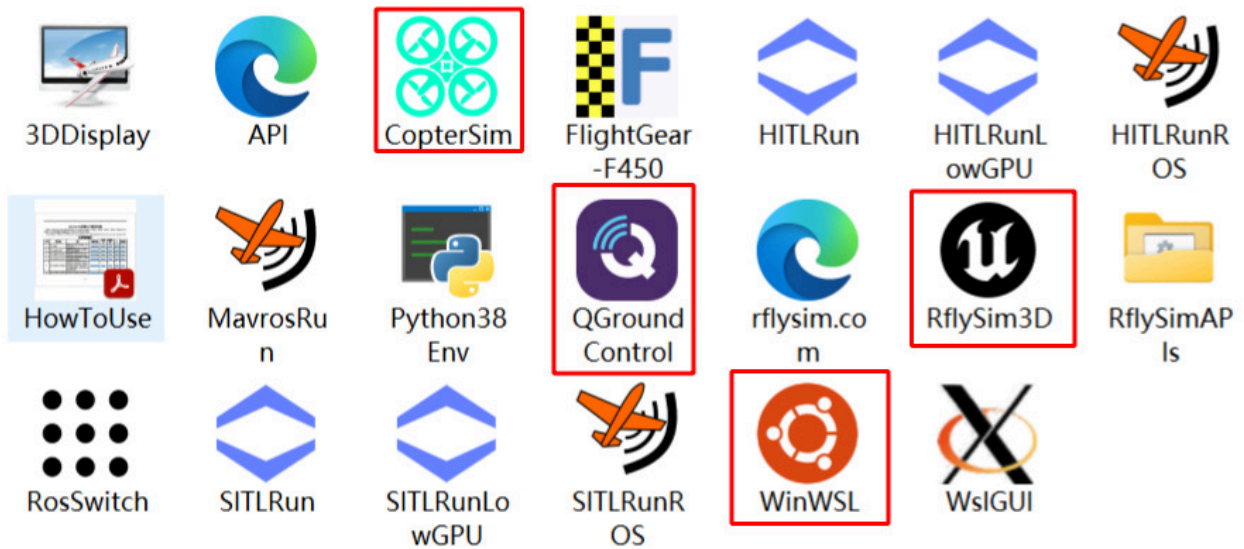 3DDisplay
API
CopterSim
FlightGear
-F450
HITLRun
HITLRunL
owGPU
HITLRunR
OS
HowToUse
MavrosRu
n
Python38
Env
QGround
Control
rflysim.co
m
RflySim3D
RflySimAP
Is
RosSwitch
SITLRun
SITLRunLo
wGPU
SITLRunR
OS
WinWSL
WslGUI